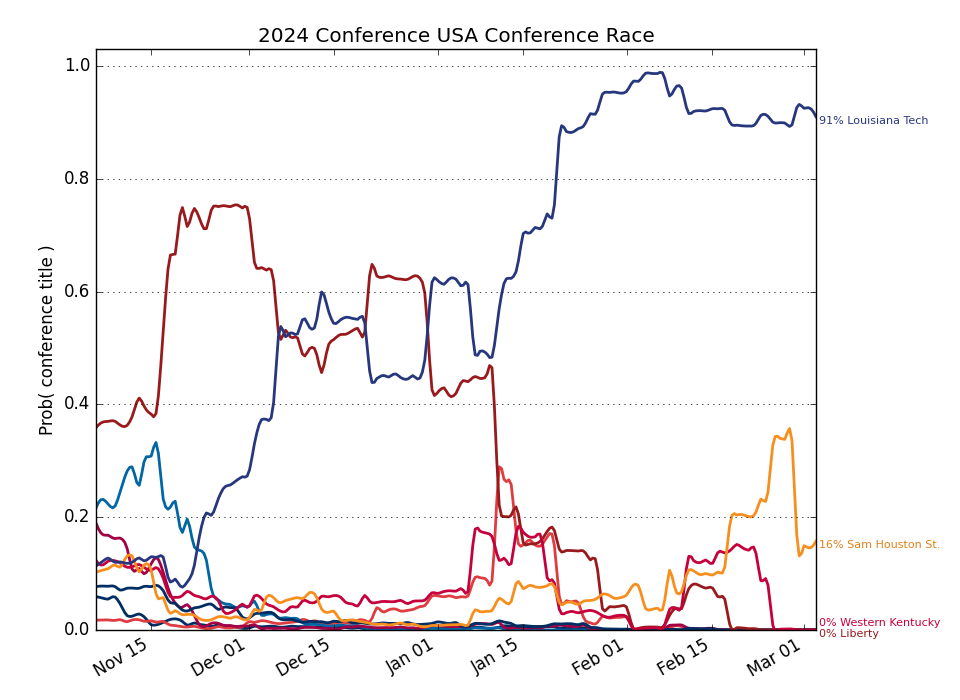 2024 Conference USA Conference Race
Prob( conference title )
1.0
0.8
0.6
0.4
0.2
0.0
91% Louisiana Tech
16% Sam Houston St.
0% Western Kentucky
0% Liberty
Nov 15
Dec 01
Dec 15
Jan 01
Jan 15
Feb 01
Feb 15
Mar 01